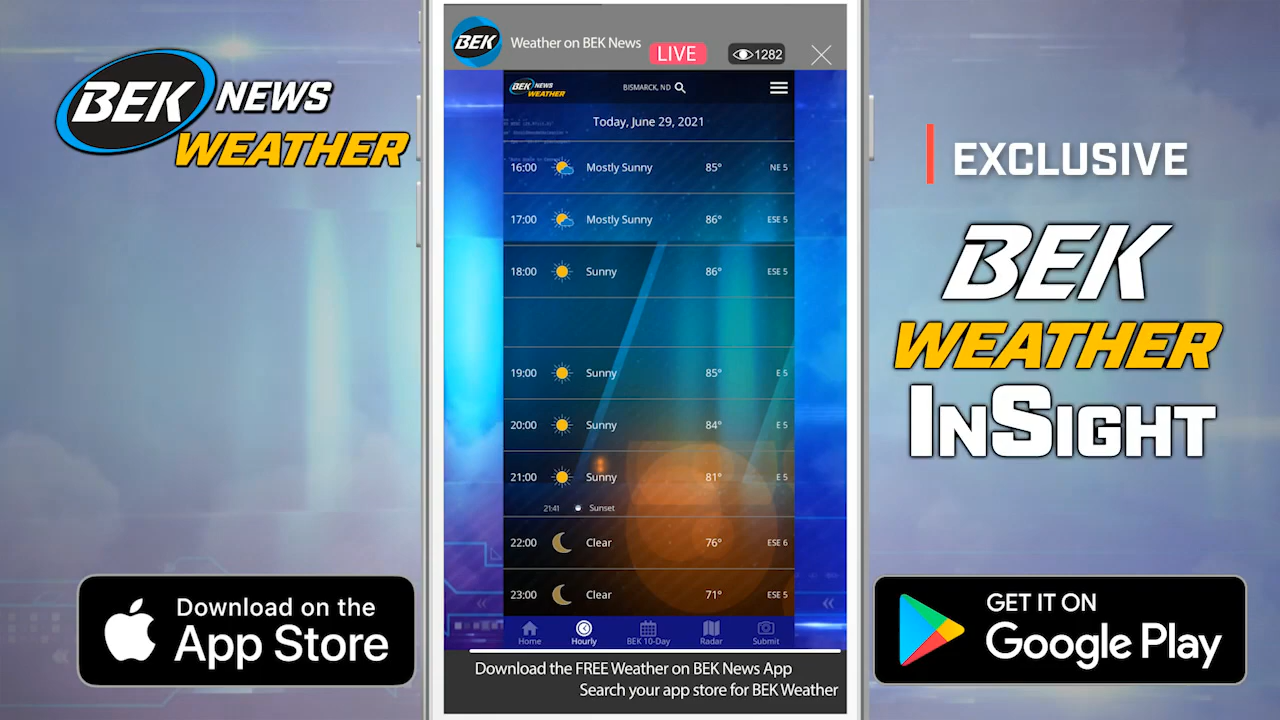 BEK NEWS
WEATHER
BEK
Weather on BEK News
LIVE
1282
BEK NEWS
WEATHER
BISMARCK, ND
Today, June 29, 2021
16:00 Mostly Sunny 85° NE 5
17:00 Mostly Sunny 86° ESE 5
18:00 Sunny 86° ESE 5
19:00 Sunny 85° E 5
20:00 Sunny 84° E 5
21:00 Sunny 81° E 5
21:41 Sunset
22:00 Clear 76° ESE 6
23:00 Clear 71° ESE 5
Home Hourly BEK 10-Day Radar Submit
Download the FREE Weather on BEK News App
Search your app store for BEK Weather
EXCLUSIVE
BEK
WEATHER
INSIGHT
Download on the
App Store
GET IT ON
Google Play